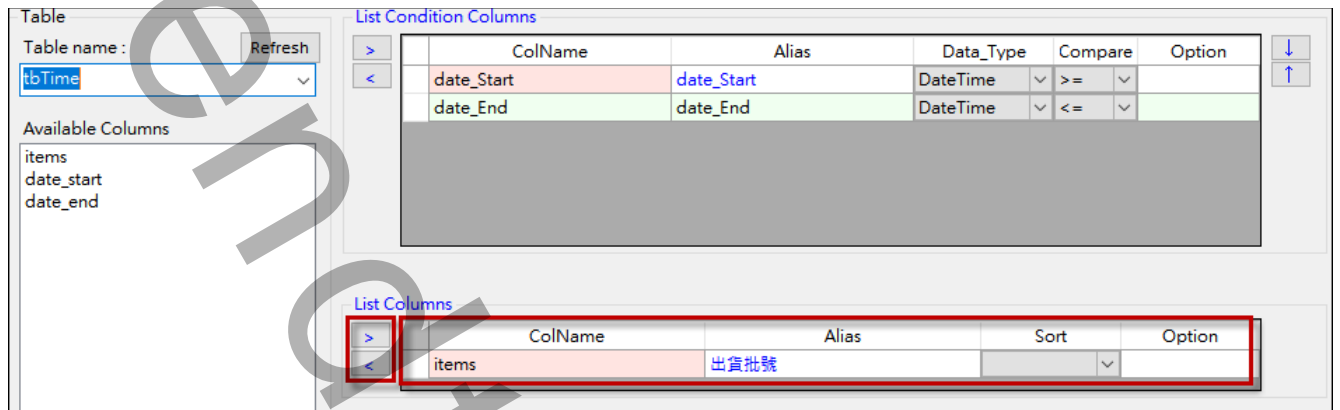 Table
Table name :
Refresh
tbTime
Available Columns
items
date_start
date_end
List Condition Columns
>
<
ColName Alias Data_Type Compare Option
date_Start date_Start DateTime >=
date_End date_End DateTime <=
↓
↑
List Columns
>
<
ColName Alias Sort Option
items 出貨批號